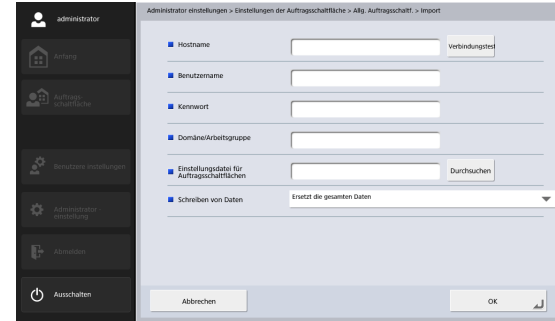 administrator
Administrator einstellungen > Einstellungen der Auftragsschaltfläche > Allg. Auftragsschaltf. > Import
Anfang
Auftrags-
schaltfläche
Benutzers instellungen
Administrator-
einstellung
Abmelden
Ausschalten
Hostname
Verbindungstest
Benutzername
Kennwort
Domäne/Arbeitsgruppe
Einstellungsdatei für
Auftragsschaltflächen
Durchsuchen
Schreiben von Daten
Ersetzt die gesamten Daten
Abbrechen
OK